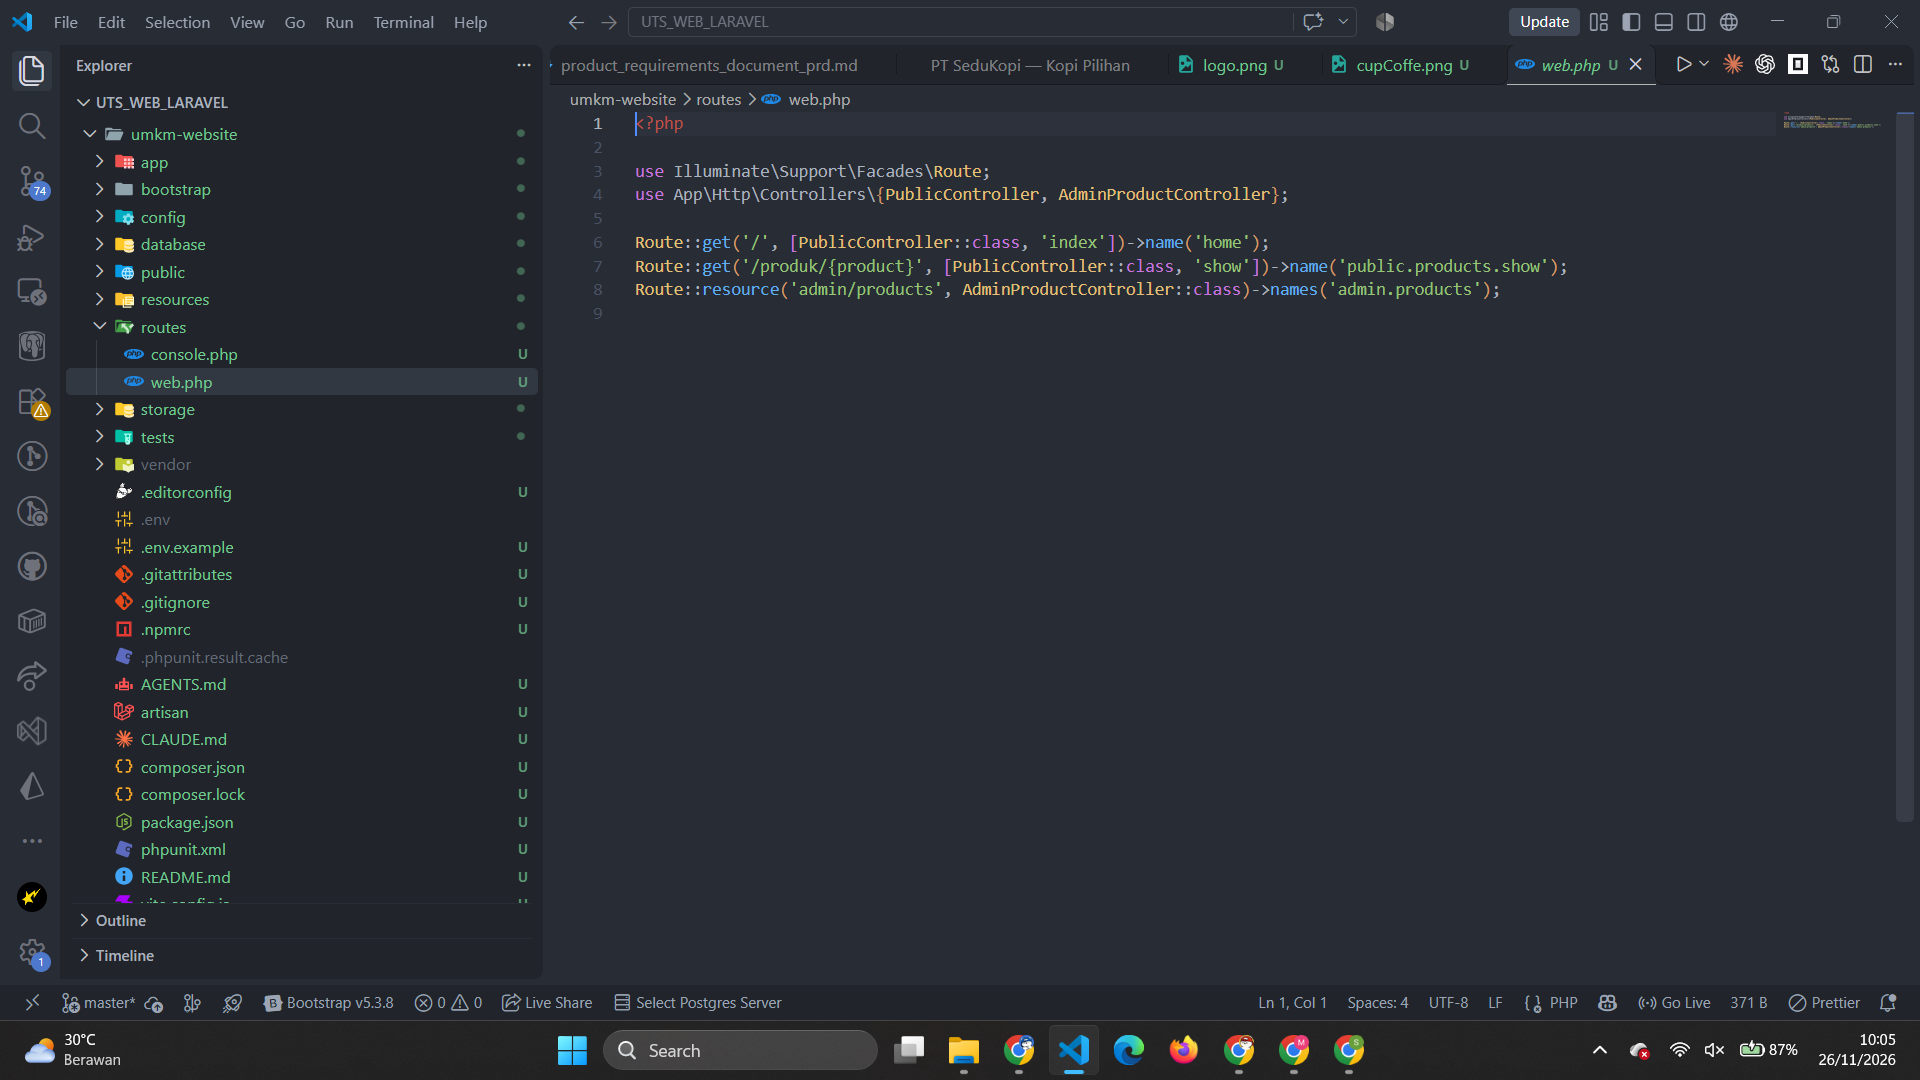 File Edit Selection View Go Run Terminal Help
UTS_WEB_LARAVEL
Update
Explorer
product_requirements_document_prd.md
PT SeduKopi — Kopi Pilihan
logo.png U
cupCoffe.png U
web.php U
UTS_WEB_LARAVEL
umkm-website
app
bootstrap
config
database
public
resources
routes
console.php U
web.php U
storage
tests
vendor
.editorconfig U
.env
.env.example U
.gitattributes U
.gitignore U
.npmrc U
.phpunit.result.cache
AGENTS.md U
artisan U
CLAUDE.md U
composer.json U
composer.lock U
package.json U
phpunit.xml U
README.md U
Outline
Timeline
74
1
umkm-website > routes > web.php
1 <?php
2
3 use Illuminate\Support\Facades\Route;
4 use App\Http\Controllers\{PublicController, AdminProductController};
5
6 Route::get('/', [PublicController::class, 'index'])->name('home');
7 Route::get('/produk/{product}', [PublicController::class, 'show'])->name('public.products.show');
8 Route::resource('admin/products', AdminProductController::class)->names('admin.products');
9
master* Bootstrap v5.3.8 0 0 Live Share Select Postgres Server
Ln 1, Col 1 Spaces: 4 UTF-8 LF PHP Go Live 371 B Prettier
30°C
Berawan
Search
87%
10:05
26/11/2026